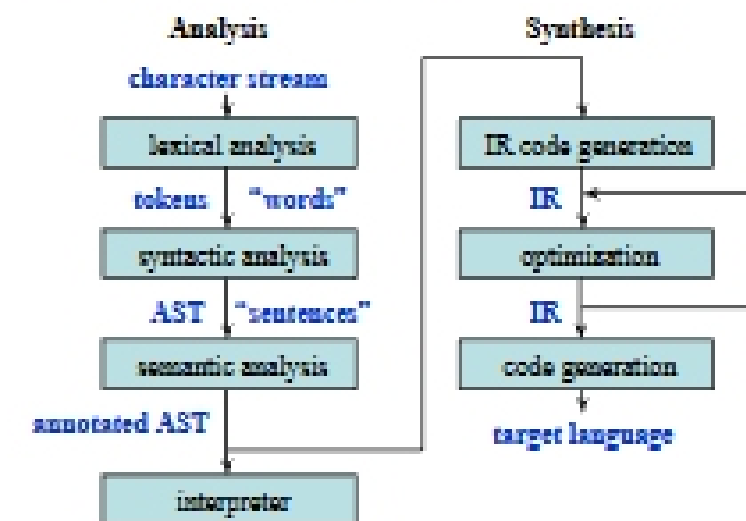 Analysis
character stream
lexical analysis
tokens "words"
syntactic analysis
AST "sentences"
semantic analysis
annotated AST
interpreter
Synthesis
IR code generation
IR
optimization
IR
code generation
target language